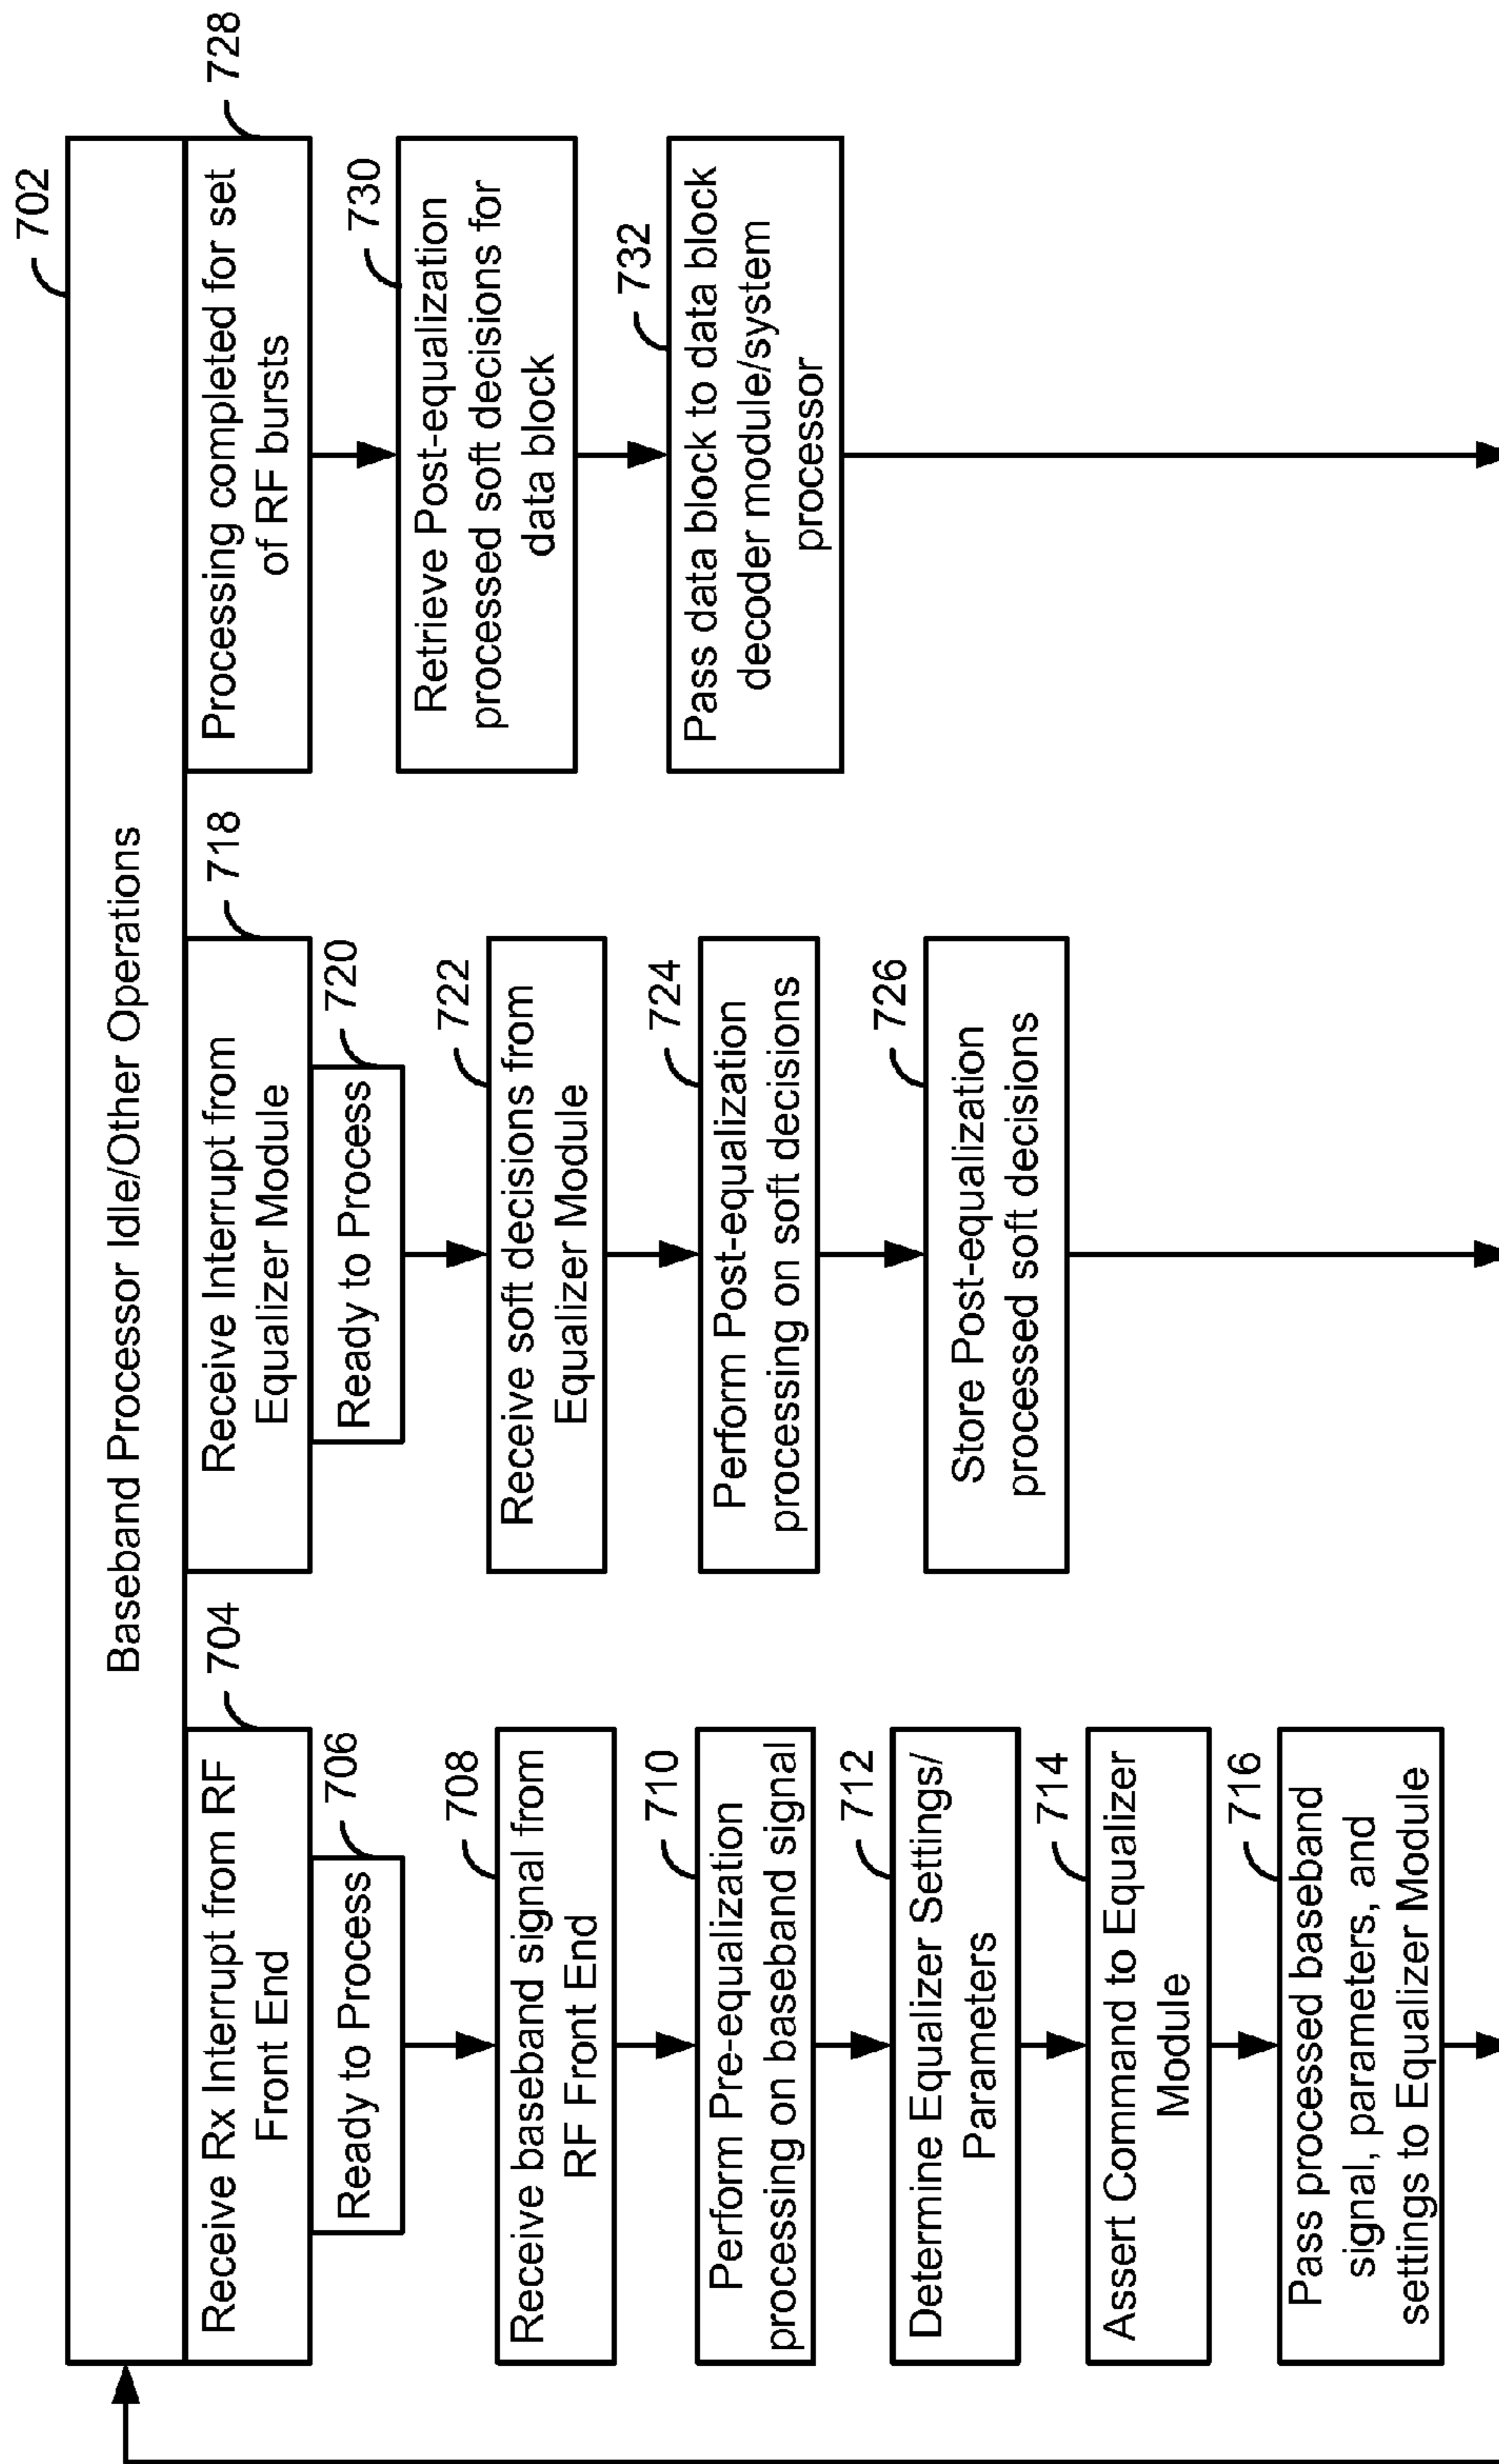 702
Baseband Processor Idle/Other Operations
704
Receive Rx Interrupt from RF
Front End
706
Ready to Process
708
Receive baseband signal from
RF Front End
710
Perform Pre-equalization
processing on baseband signal
712
Determine Equalizer Settings/
Parameters
714
Assert Command to Equalizer
Module
716
Pass processed baseband
signal, parameters, and
settings to Equalizer Module
718
Receive Interrupt from
Equalizer Module
720
Ready to Process
722
Receive soft decisions from
Equalizer Module
724
Perform Post-equalization
processing on soft decisions
726
Store Post-equalization
processed soft decisions
728
Processing completed for set
of RF bursts
730
Retrieve Post-equalization
processed soft decisions for
data block
732
Pass data block to data block
decoder module/system
processor